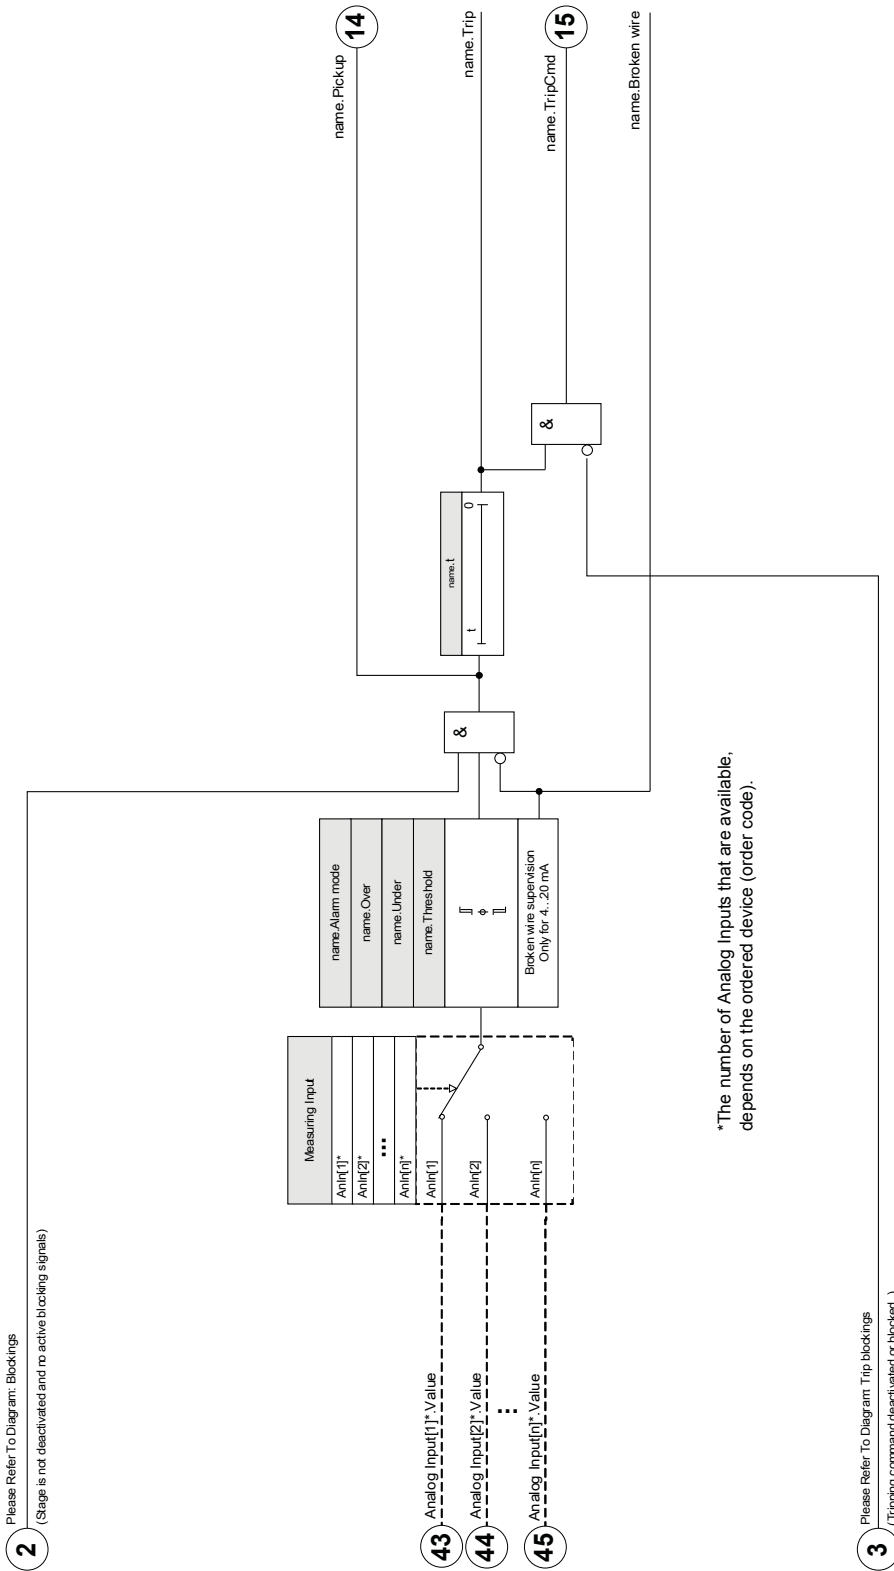 2
Please Refer To Diagram: Blockings
(Stage is not deactivated and no active blocking signals)
name.Pickup
14
name.Alarm mode
name.Over
name.Under
name.Threshold
Broken wire supervision
Only for 4...20 mA
&
name.t
t
0
name.Trip
&
name.TripCmd
15
name.Broken wire
Measuring Input
AnIn[1]*
AnIn[2]*
...
AnIn[n]*
AnIn[1]
AnIn[2]
AnIn[n]
43
Analog Input[1]*.Value
44
Analog Input[2]*.Value
...
45
Analog Input[n]*.Value
*The number of Analog Inputs that are available,
depends on the ordered device (order code).
3
Please Refer To Diagram: Trip blockings
(Tripping command deactivated or blocked. )